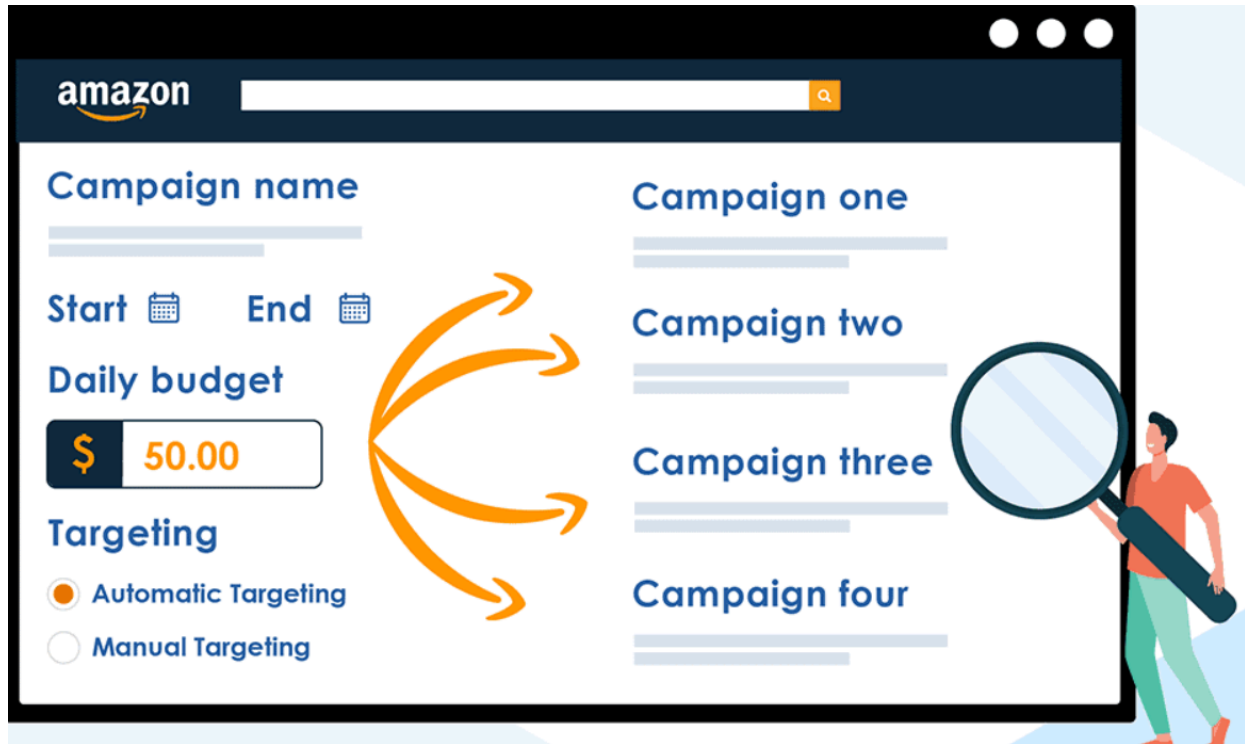 amazon
Campaign name
Start End
Daily budget
$ 50.00
Targeting
Automatic Targeting
Manual Targeting
Campaign one
Campaign two
Campaign three
Campaign four